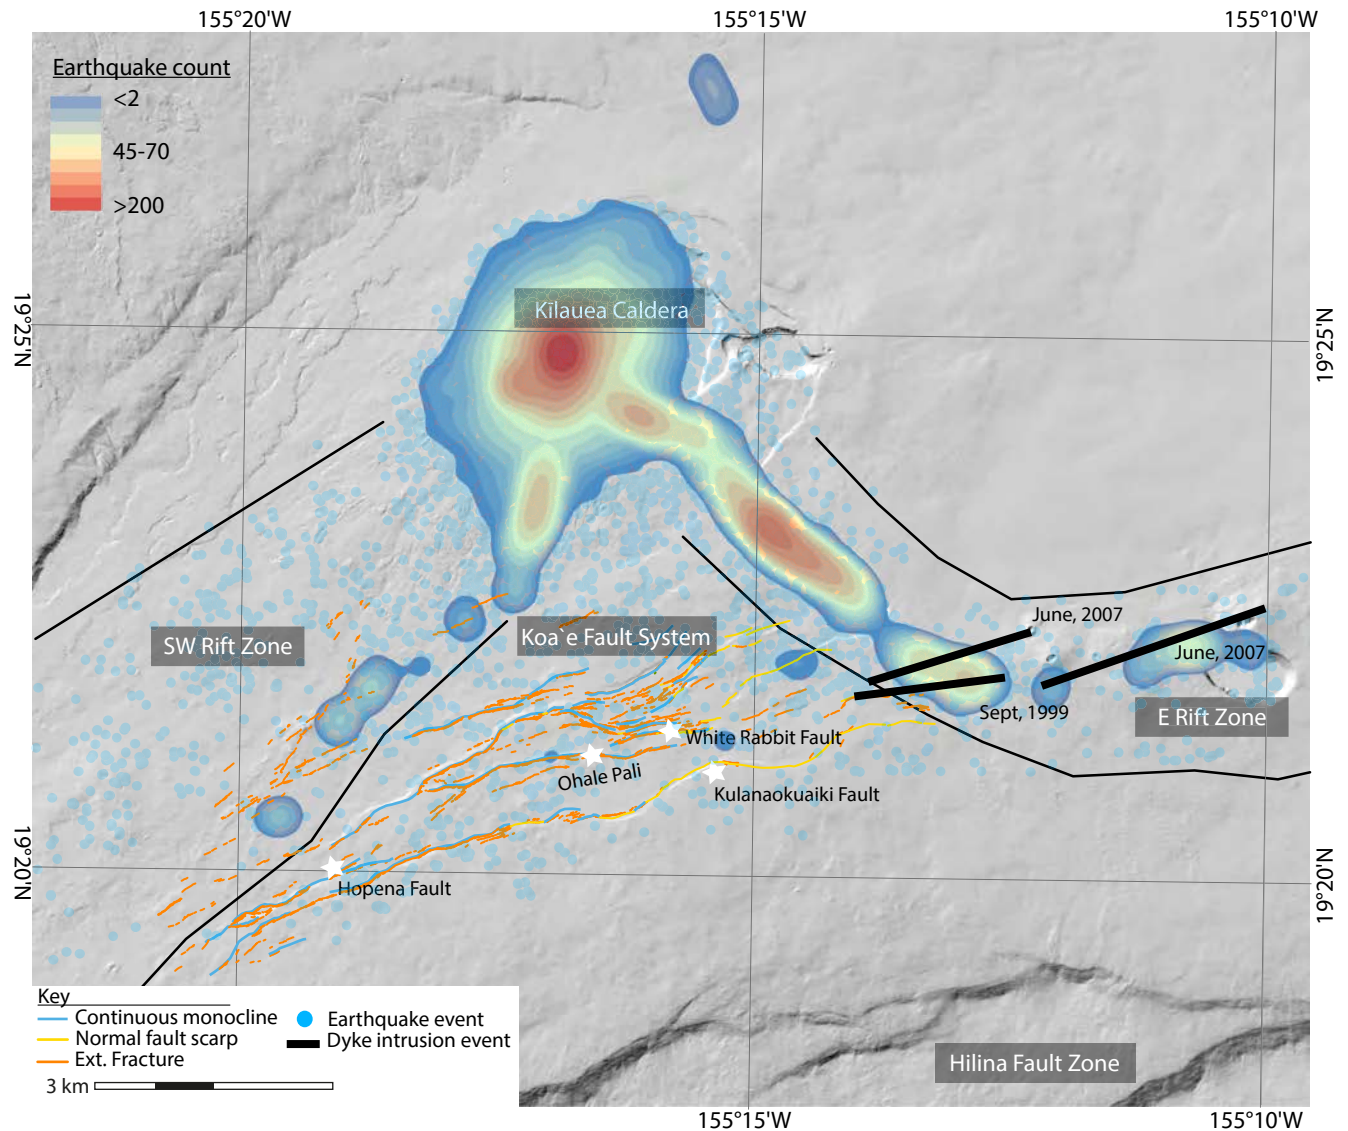 155°20'W
155°15'W
155°10'W
Earthquake count
<2
45-70
>200
Kīlauea Caldera
19°25'N
19°25'N
June, 2007
SW Rift Zone
Koa`e Fault System
June, 2007
Sept, 1999
E Rift Zone
White Rabbit Fault
Ohale Pali
Kulanaokuaiki Fault
19°20'N
19°20'N
Hopena Fault
Key
Continuous monocline
Earthquake event
Normal fault scarp
Dyke intrusion event
Ext. Fracture
3 km
Hilina Fault Zone
155°15'W
155°10'W